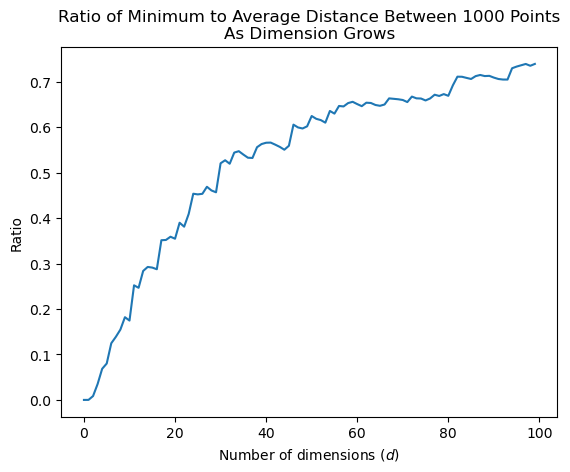 Ratio of Minimum to Average Distance Between 1000 Points
As Dimension Grows
0.7
0.6
0.5
0.4
0.3
0.2
0.1
0.0
Ratio
0 20 40 60 80 100
Number of dimensions (d)